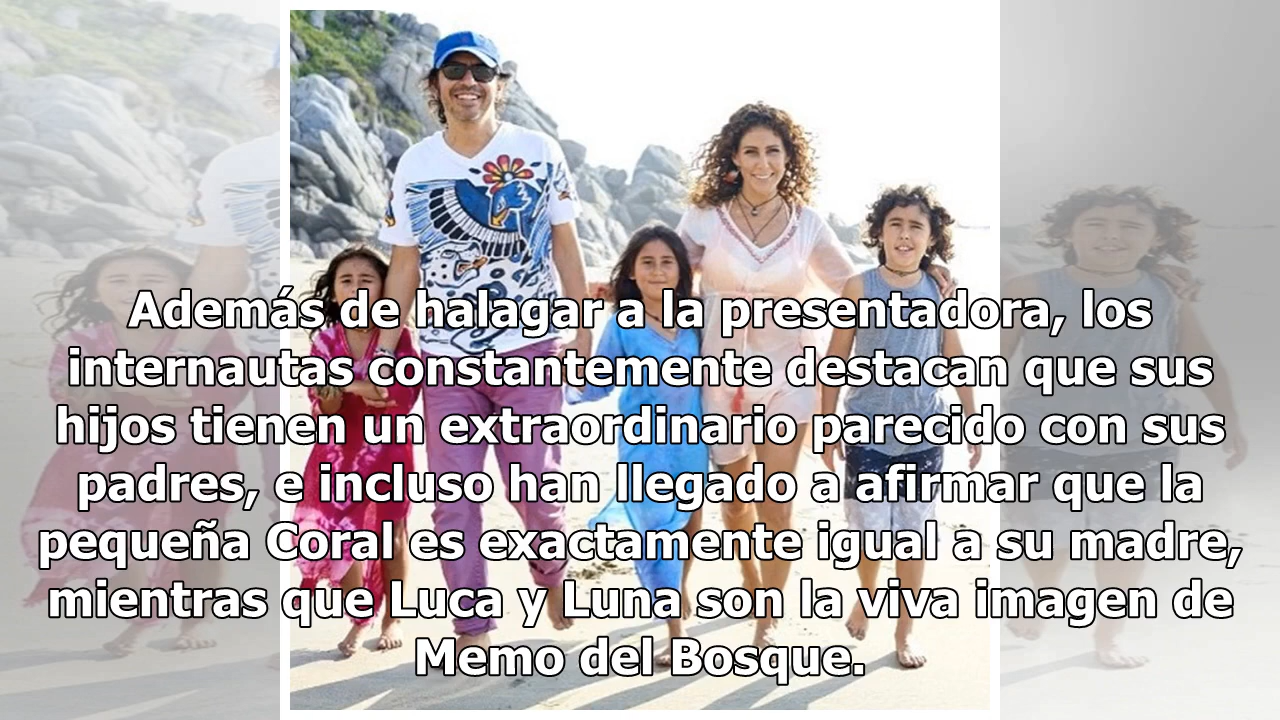 Además de halagar a la presentadora, los
internautas constantemente destacan que sus
hijos tienen un extraordinario parecido con sus
padres, e incluso han llegado a afirmar que la
pequeña Coral es exactamente igual a su madre,
mientras que Luca y Luna son la viva imagen de
Memo del Bosque.